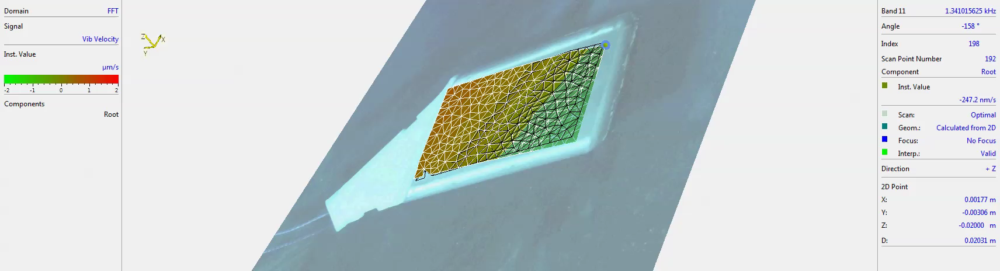 Domain FFT
Signal
Vib Velocity
Inst. Value
µm/s
-2 -1 0 1 2
Components
Root
Z X
Y
Band 11 1.341015625 kHz
Angle -158 °
Index 198
Scan Point Number 192
Component Root
Inst. Value
-247.2 nm/s
Scan: Optimal
Geom.: Calculated from 2D
Focus: No Focus
Interp.: Valid
Direction + Z
2D Point
X: 0.00177 m
Y: -0.00306 m
Z: -0.02000 m
D: 0.02031 m